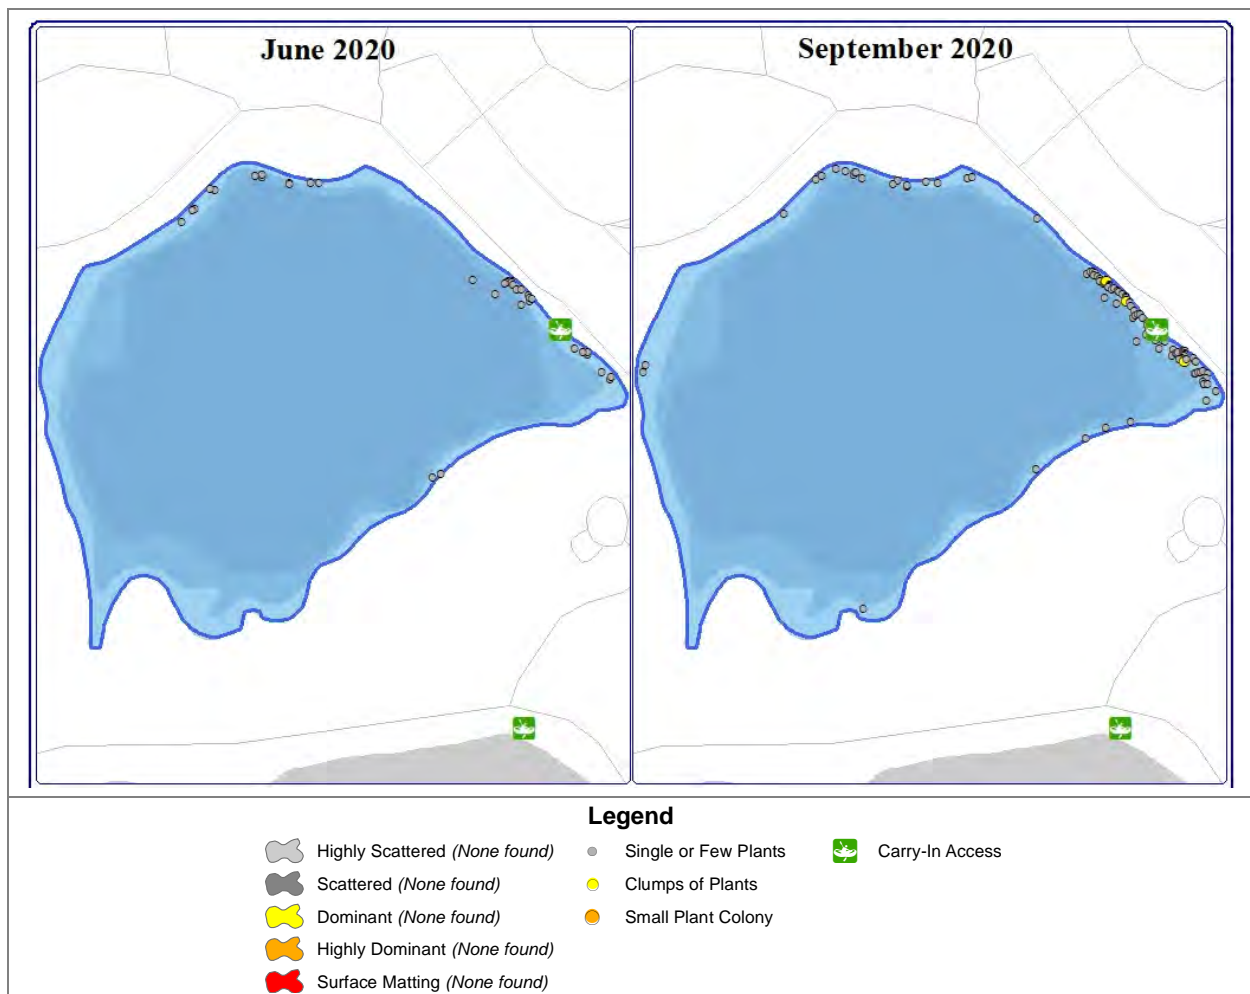 June 2020
September 2020
Legend
Highly Scattered (None found)
Single or Few Plants
Carry-In Access
Scattered (None found)
Clumps of Plants
Dominant (None found)
Small Plant Colony
Highly Dominant (None found)
Surface Matting (None found)